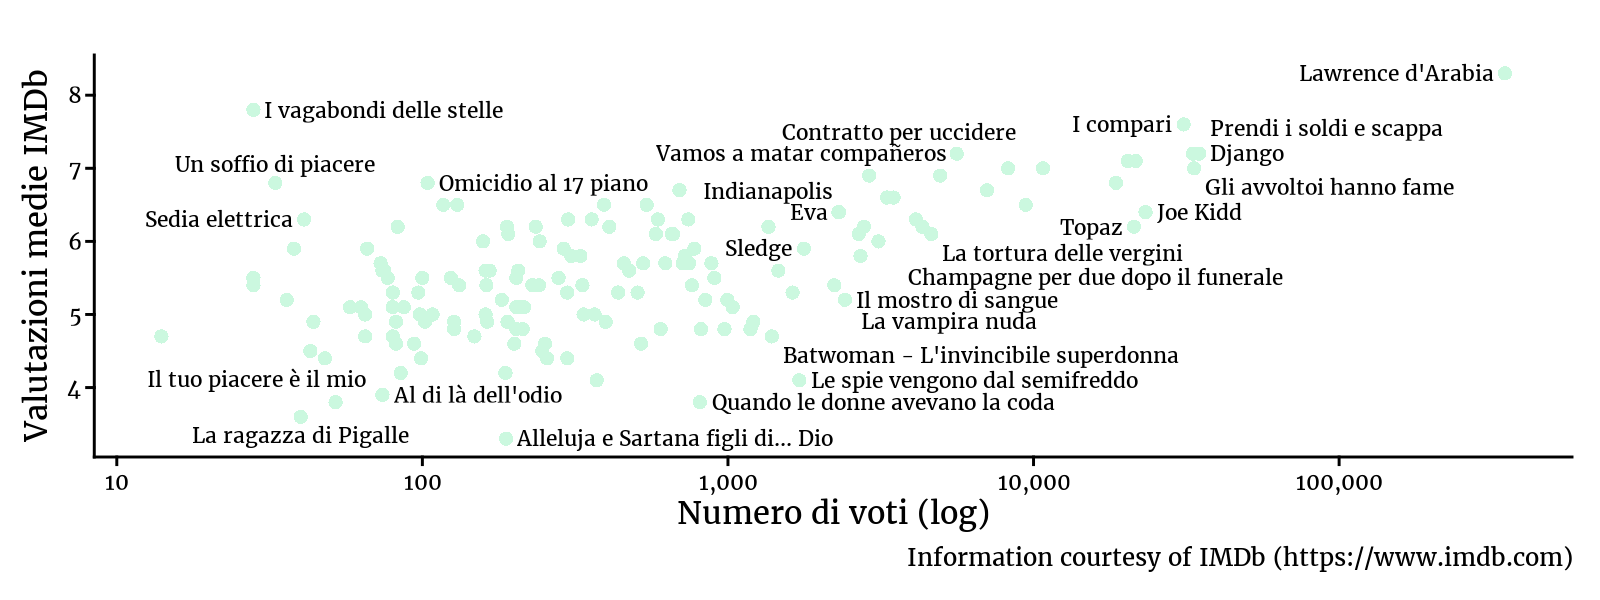 Lawrence d'Arabia
I vagabondi delle stelle
I compari
Prendi i soldi e scappa
Contratto per uccidere
Vamos a matar compañeros
Django
Un soffio di piacere
Omicidio al 17 piano
Indianapolis
Gli avvoltoi hanno fame
Sedia elettrica
Eva
Joe Kidd
Topaz
Sledge
La tortura delle vergini
Champagne per due dopo il funerale
Il mostro di sangue
La vampira nuda
Batwoman - L'invincibile superdonna
Il tuo piacere è il mio
Le spie vengono dal semifreddo
Al di là dell'odio
Quando le donne avevano la coda
La ragazza di Pigalle
Alleluja e Sartana figli di... Dio
Valutazioni medie IMDb
8
7
6
5
4
10
100
1,000
10,000
100,000
Numero di voti (log)
Information courtesy of IMDb (https://www.imdb.com)